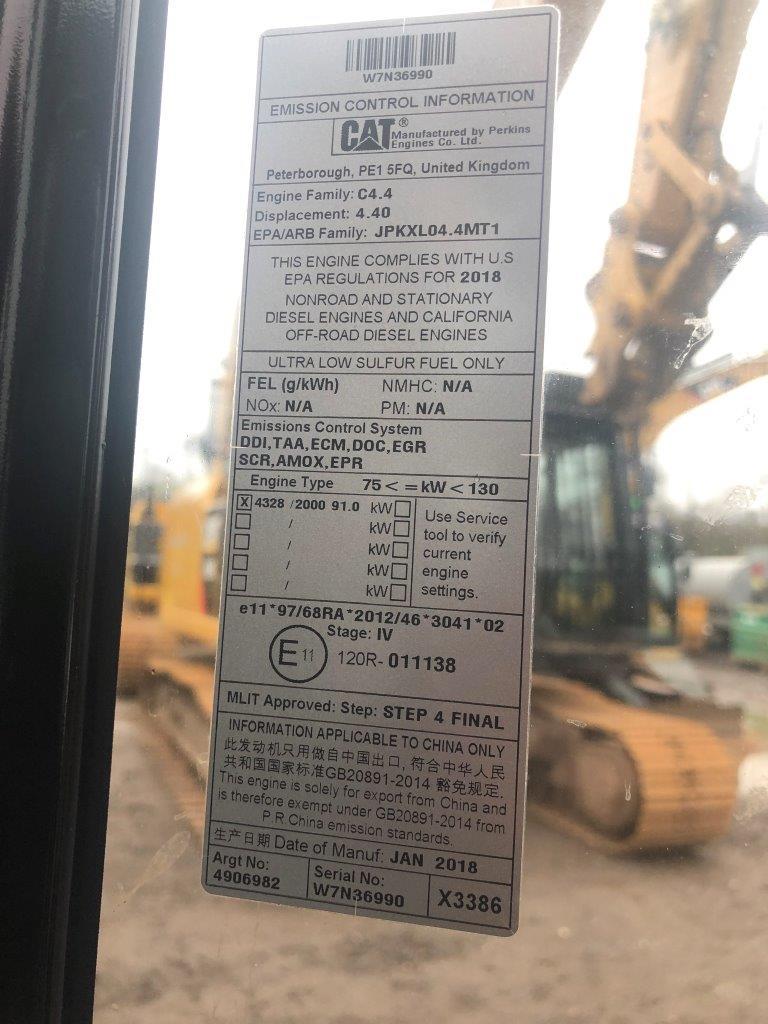 W7N36990
EMISSION CONTROL INFORMATION
CAT® Manufactured by Perkins
Engines Co. Ltd.
Peterborough, PE1 5FQ, United Kingdom
Engine Family: C4.4
Displacement: 4.40
EPA/ARB Family: JPKXL04.4MT1
THIS ENGINE COMPLIES WITH U.S
EPA REGULATIONS FOR 2018
NONROAD AND STATIONARY
DIESEL ENGINES AND CALIFORNIA
OFF-ROAD DIESEL ENGINES
ULTRA LOW SULFUR FUEL ONLY
FEL (g/kWh) NMHC: N/A
NOx: N/A PM: N/A
Emissions Control System
DDI,TAA,ECM,DOC,EGR
SCR,AMOX,EPR
Engine Type 75 < = kW < 130
X 4328 /2000 91.0 kW
/ kW
/ kW
/ kW
/ kW
Use Service
tool to verify
current
engine
settings.
e11*97/68RA*2012/46*3041*02
Stage: IV
E11 120R- 011138
MLIT Approved: Step: STEP 4 FINAL
INFORMATION APPLICABLE TO CHINA ONLY
此发动机只用做自中国出口, 符合中华人民
共和国国家标准GB20891-2014 豁免规定.
This engine is solely for export from China and
is therefore exempt under GB20891-2014 from
P.R.China emission standards.
生产日期 Date of Manuf: JAN 2018
Argt No:
4906982
Serial No:
W7N36990
X3386